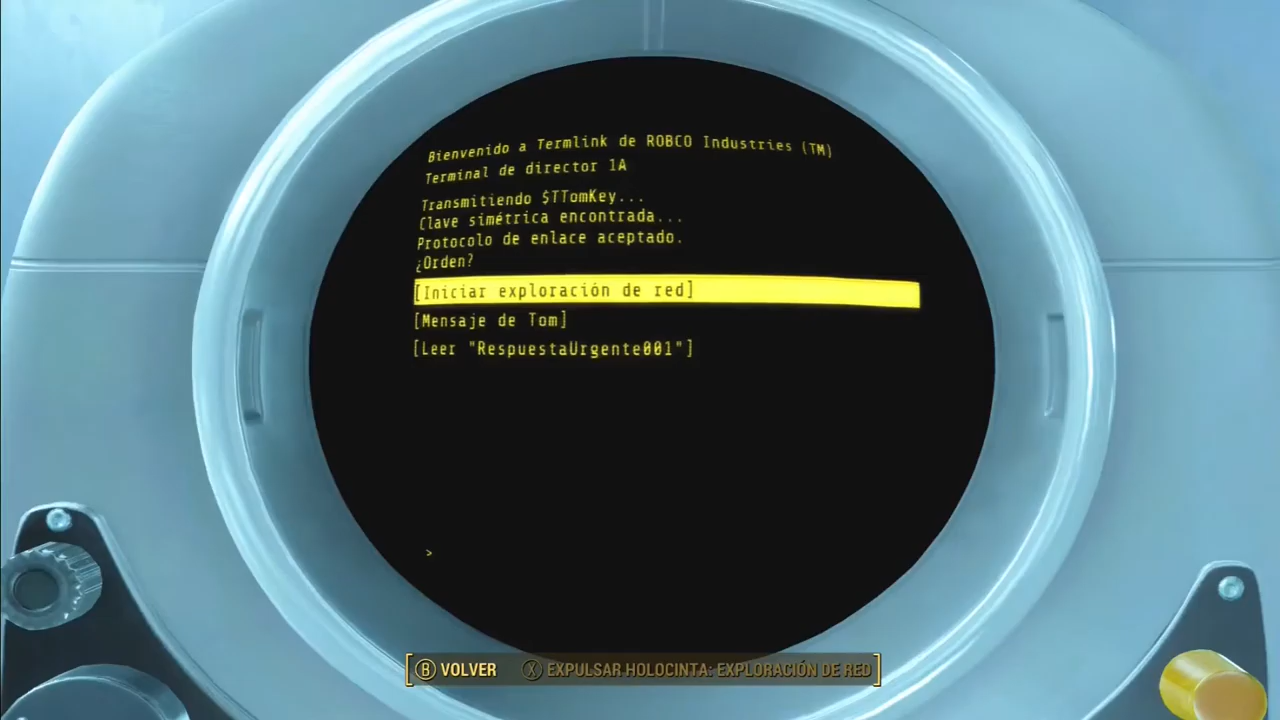 Bienvenido a Termlink de ROBCO Industries (TM)
Terminal de director 1A
Transmitiendo $TTomKey...
Clave simétrica encontrada...
Protocolo de enlace aceptado.
¿Orden?
[Iniciar exploración de red]
[Mensaje de Tom]
[Leer "RespuestaUrgente001"]
>
Ⓑ VOLVER Ⓧ EXPULSAR HOLOCINTA: EXPLORACIÓN DE RED